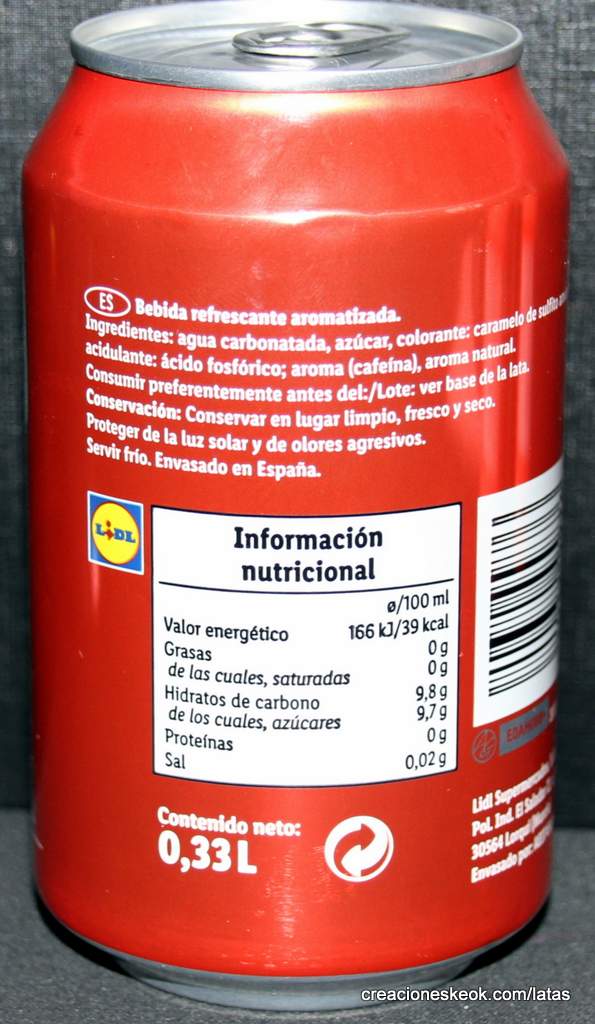 ES Bebida refrescante aromatizada.
Ingredientes: agua carbonatada, azúcar, colorante: caramelo de sulfito
acidulante: ácido fosfórico; aroma (cafeína), aroma natural.
Consumir preferentemente antes del:/Lote: ver base de la lata.
Conservación: Conservar en lugar limpio, fresco y seco.
Proteger de la luz solar y de olores agresivos.
Servir frío. Envasado en España.
LIDL
Información
nutricional
ø/100 ml
Valor energético 166 kJ/39 kcal
Grasas 0 g
de las cuales, saturadas 0 g
Hidratos de carbono 9,8 g
de los cuales, azúcares 9,7 g
Proteínas 0 g
Sal 0,02 g
Contenido neto:
0,33 L
Lidl
Pol. Ind. El
30564 Lorquí
Envasado por:
creacioneskeok.com/latas